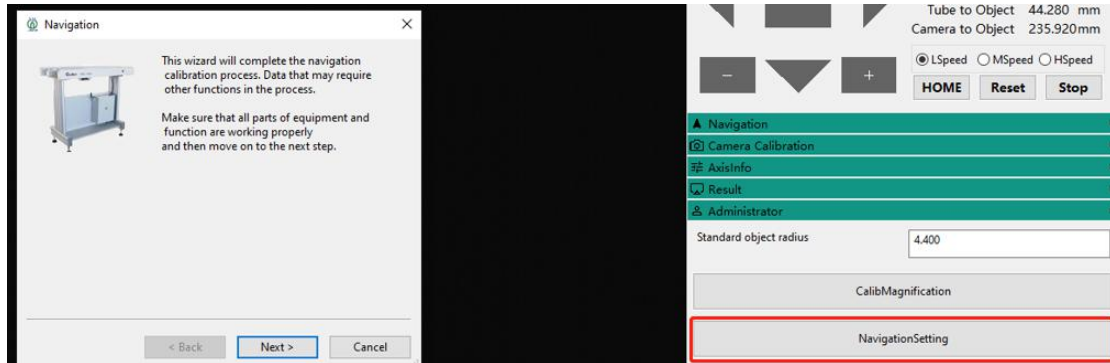 Navigation
This wizard will complete the navigation
calibration process. Data that may require
other functions in the process.
Make sure that all parts of equipment and
function are working properly
and then move on to the next step.
< Back
Next >
Cancel
Tube to Object 44.280 mm
Camera to Object 235.920mm
LSpeed MSpeed HSpeed
- +
HOME Reset Stop
Navigation
Camera Calibration
AxisInfo
Result
Administrator
Standard object radius 4.400
CalibMagnification
NavigationSetting